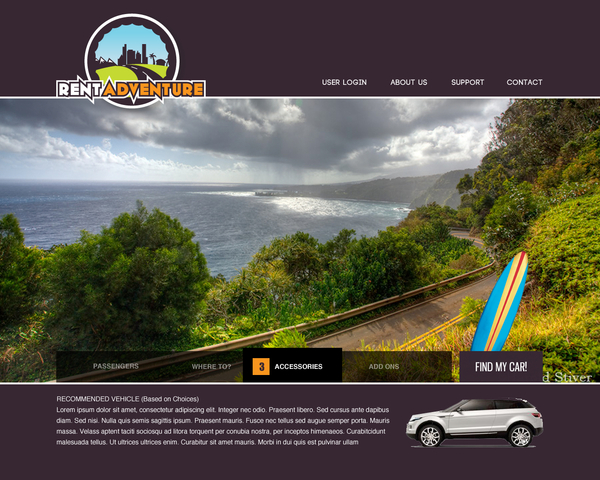 RENTADVENTURE
USER LOGIN ABOUT US SUPPORT CONTACT
PASSENGERS WHERE TO? 3 ACCESSORIES ADD ONS FIND MY CAR!
d Stiver
RECOMMENDED VEHICLE (Based on Choices)
Lorem ipsum dolor sit amet, consectetur adipiscing elit. Integer nec odio. Praesent libero. Sed cursus ante dapibus
diam. Sed nisi. Nulla quis semis sagittis ipsum. Praesent mauris. Fusce nec tellus sed augue semper porta. Mauris
massa. Velass aptent taciti sociosqu ad litora torquent per conubia nostra, per inceptos himenaeos. Curabitcidunt
malesuada tellus. Ut ultrices ultrices enim. Curabitur sit amet mauris. Morbi in dui quis est pulvinar ullam